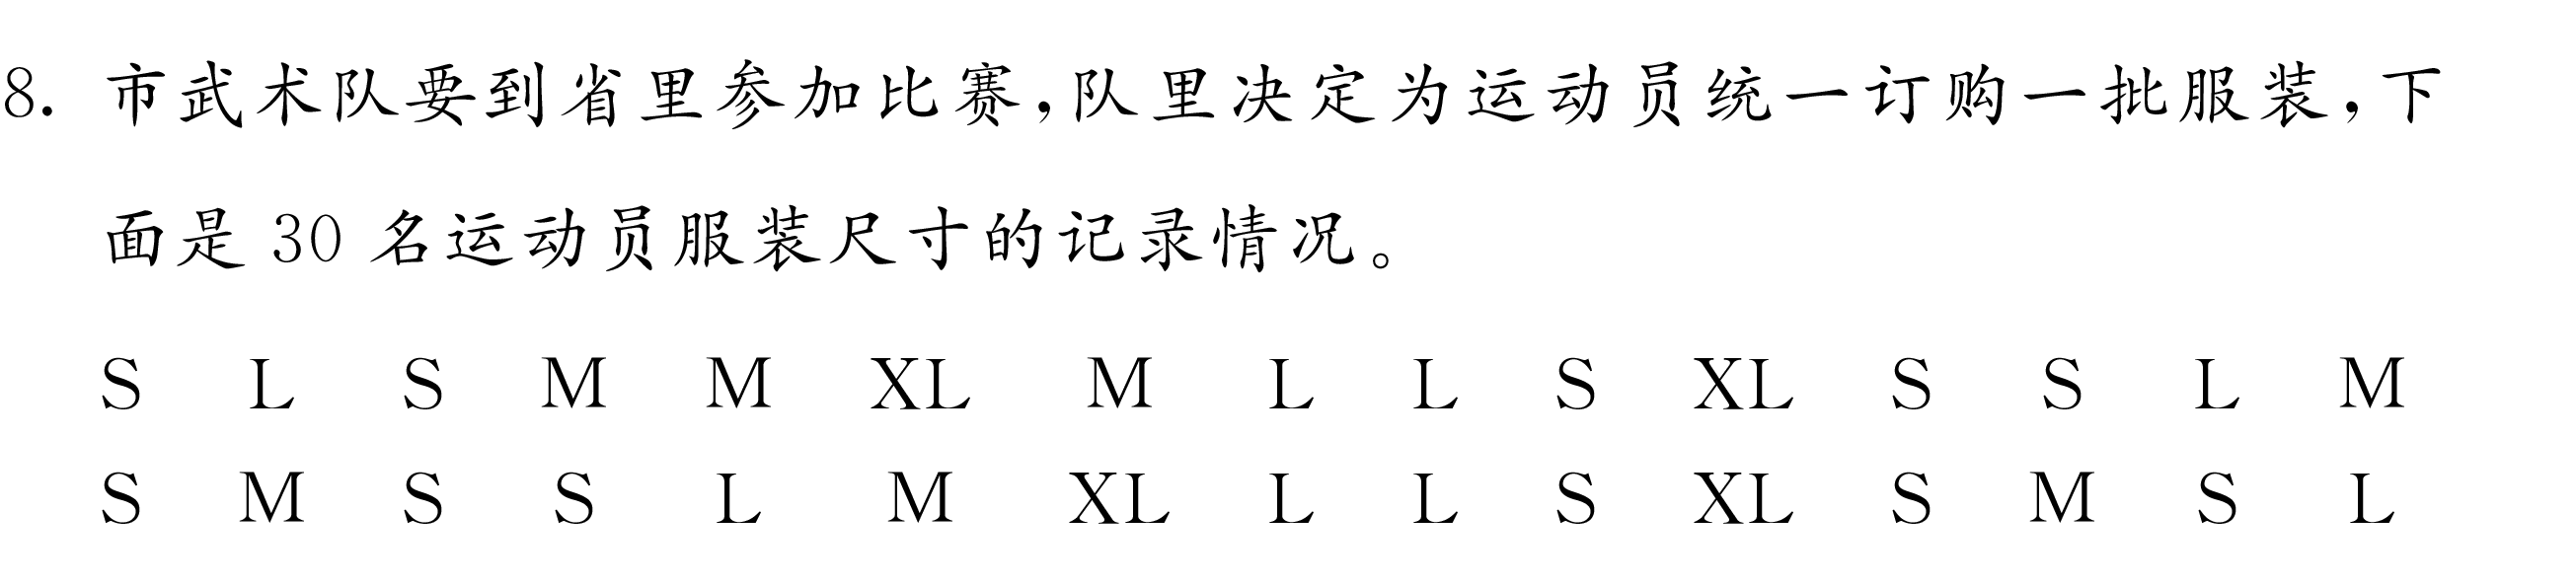 8. 市武术队要到省里参加比赛,队里决定为运动员统一订购一批服装,下
面是 30 名运动员服装尺寸的记录情况。
S L S M M XL M L L S XL S S L M
S M S S L M XL L L S XL S M S L